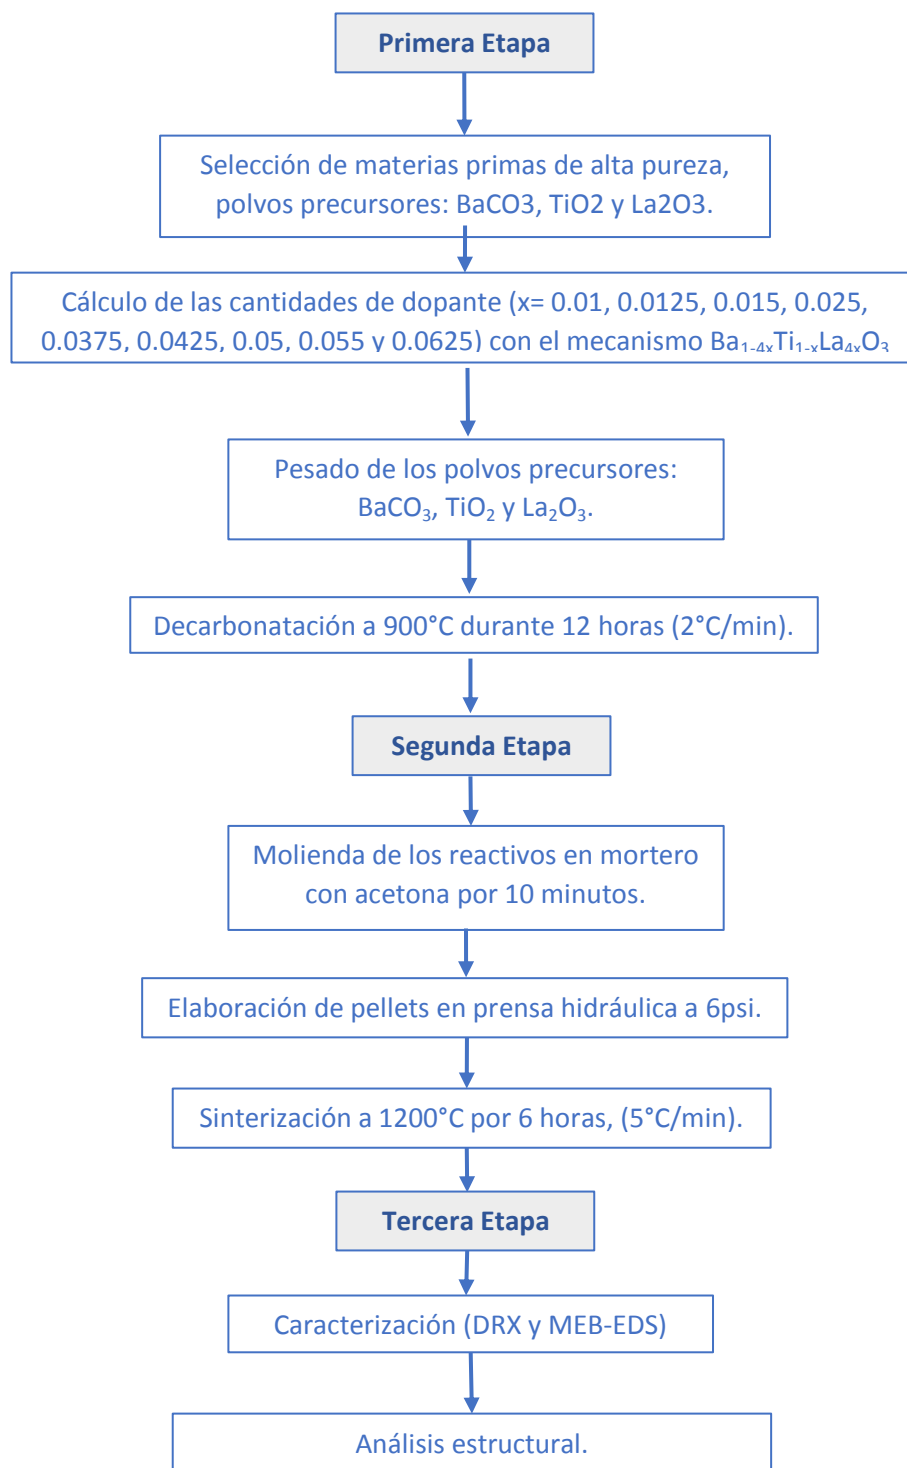 Primera Etapa
Selección de materias primas de alta pureza,
polvos precursores: BaCO3, TiO2 y La2O3.
Cálculo de las cantidades de dopante (x= 0.01, 0.0125, 0.015, 0.025,
0.0375, 0.0425, 0.05, 0.055 y 0.0625) con el mecanismo Ba₁₋₄ₓTi₁₋ₓLa₄ₓO₃
Pesado de los polvos precursores:
BaCO₃, TiO₂ y La₂O₃.
Decarbonatación a 900°C durante 12 horas (2°C/min).
Segunda Etapa
Molienda de los reactivos en mortero
con acetona por 10 minutos.
Elaboración de pellets en prensa hidráulica a 6psi.
Sinterización a 1200°C por 6 horas, (5°C/min).
Tercera Etapa
Caracterización (DRX y MEB-EDS)
Análisis estructural.